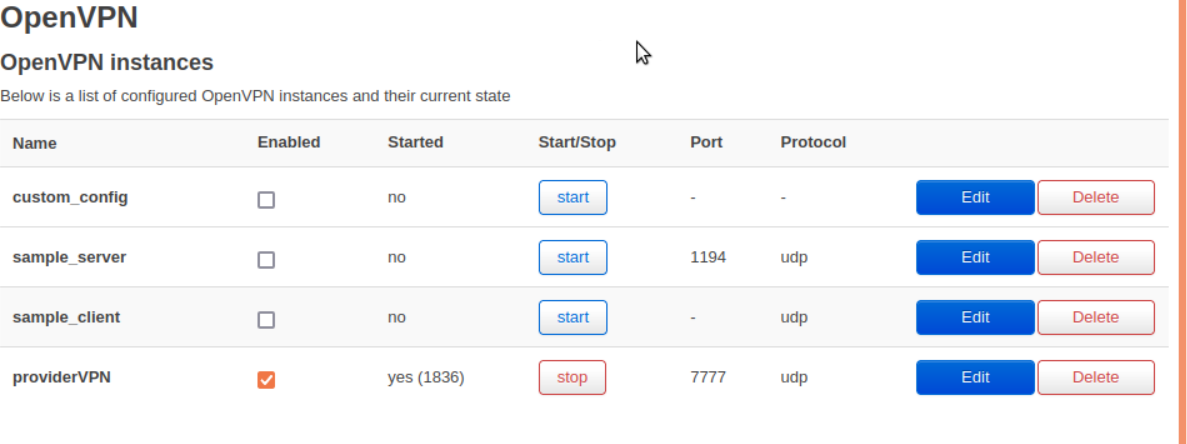 OpenVPN
OpenVPN instances
Below is a list of configured OpenVPN instances and their current state
Name Enabled Started Start/Stop Port Protocol
custom_config no start - - Edit Delete
sample_server no start 1194 udp Edit Delete
sample_client no start - udp Edit Delete
providerVPN yes (1836) stop 7777 udp Edit Delete